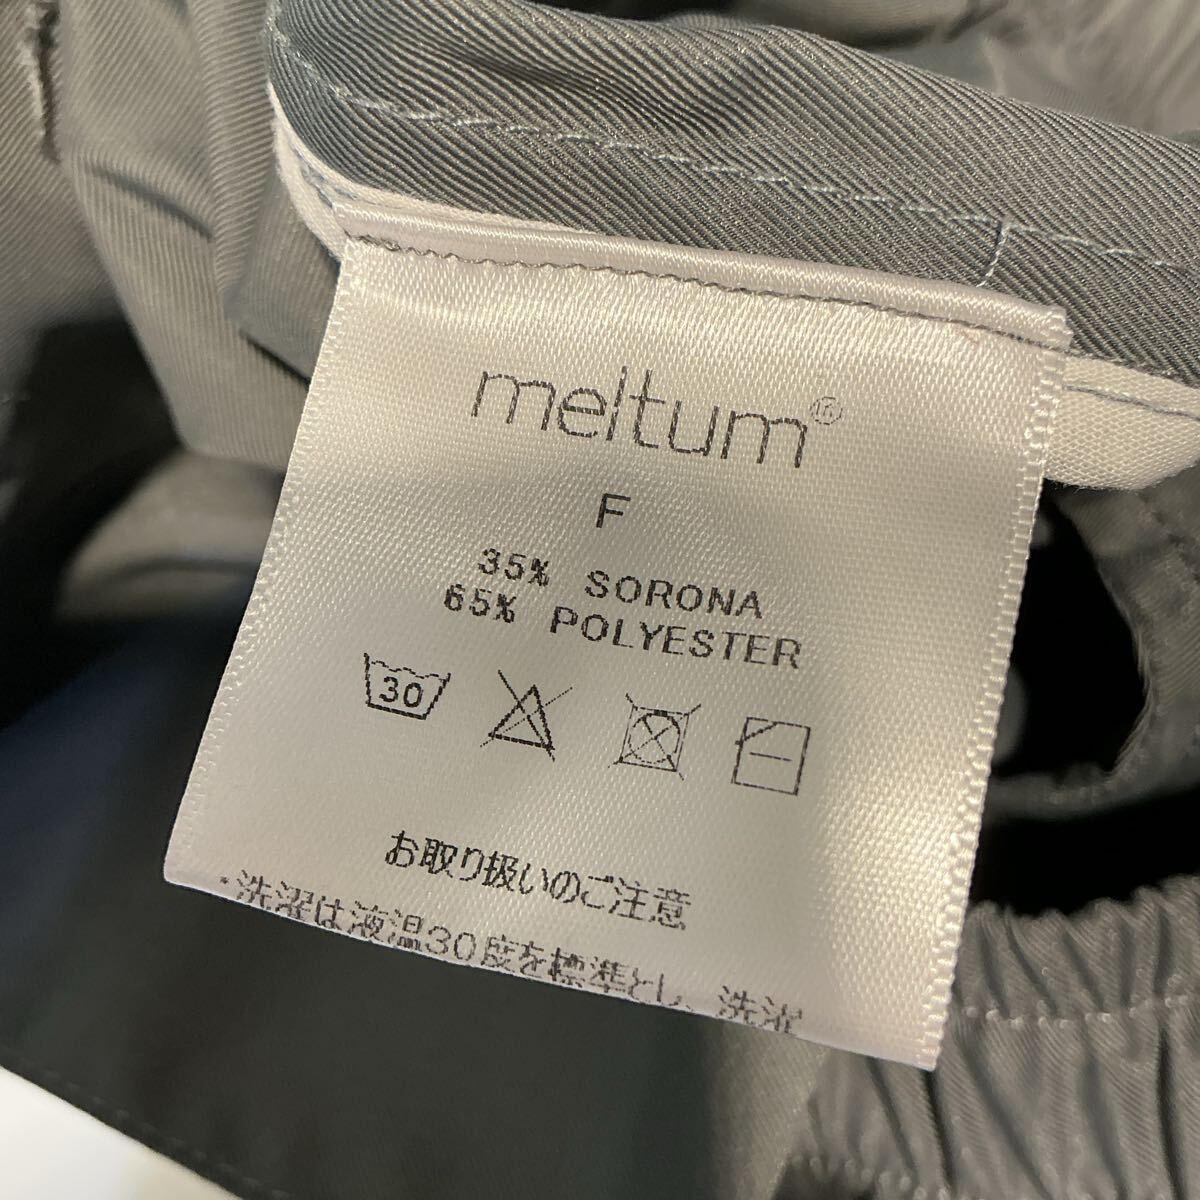 meltum®
F
35% SORONA
65% POLYESTER
30
お取り扱いのご注意
・洗濯は液温30度を標準とし、洗濯